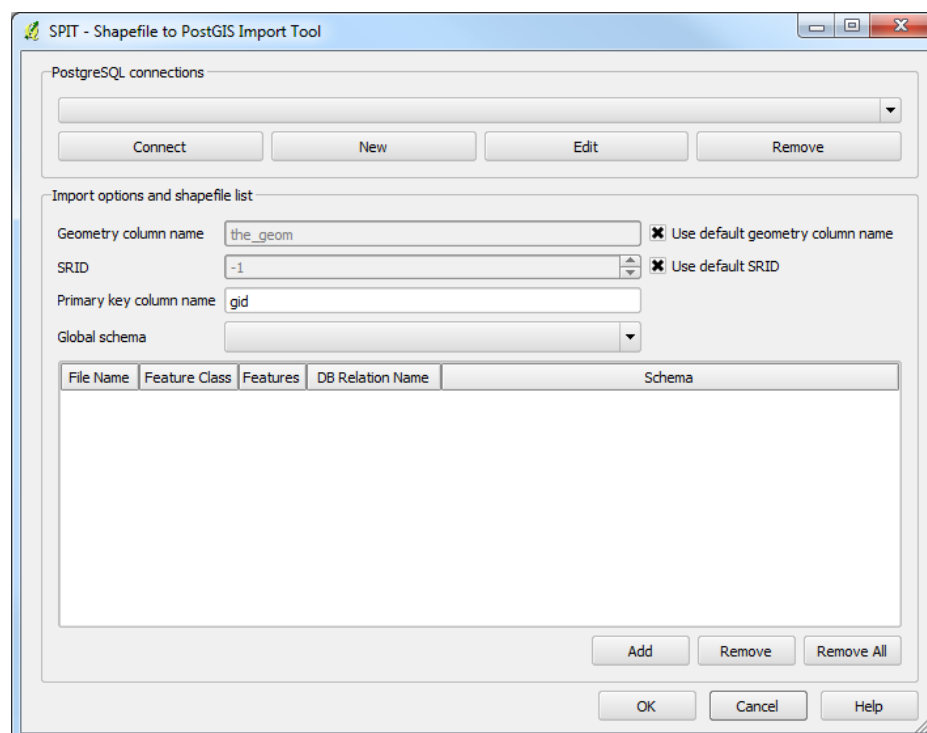 SPIT - Shapefile to PostGIS Import Tool
PostgreSQL connections
Connect New Edit Remove
Import options and shapefile list
Geometry column name the_geom Use default geometry column name
SRID -1 Use default SRID
Primary key column name gid
Global schema
File Name Feature Class Features DB Relation Name Schema
Add Remove Remove All
OK Cancel Help